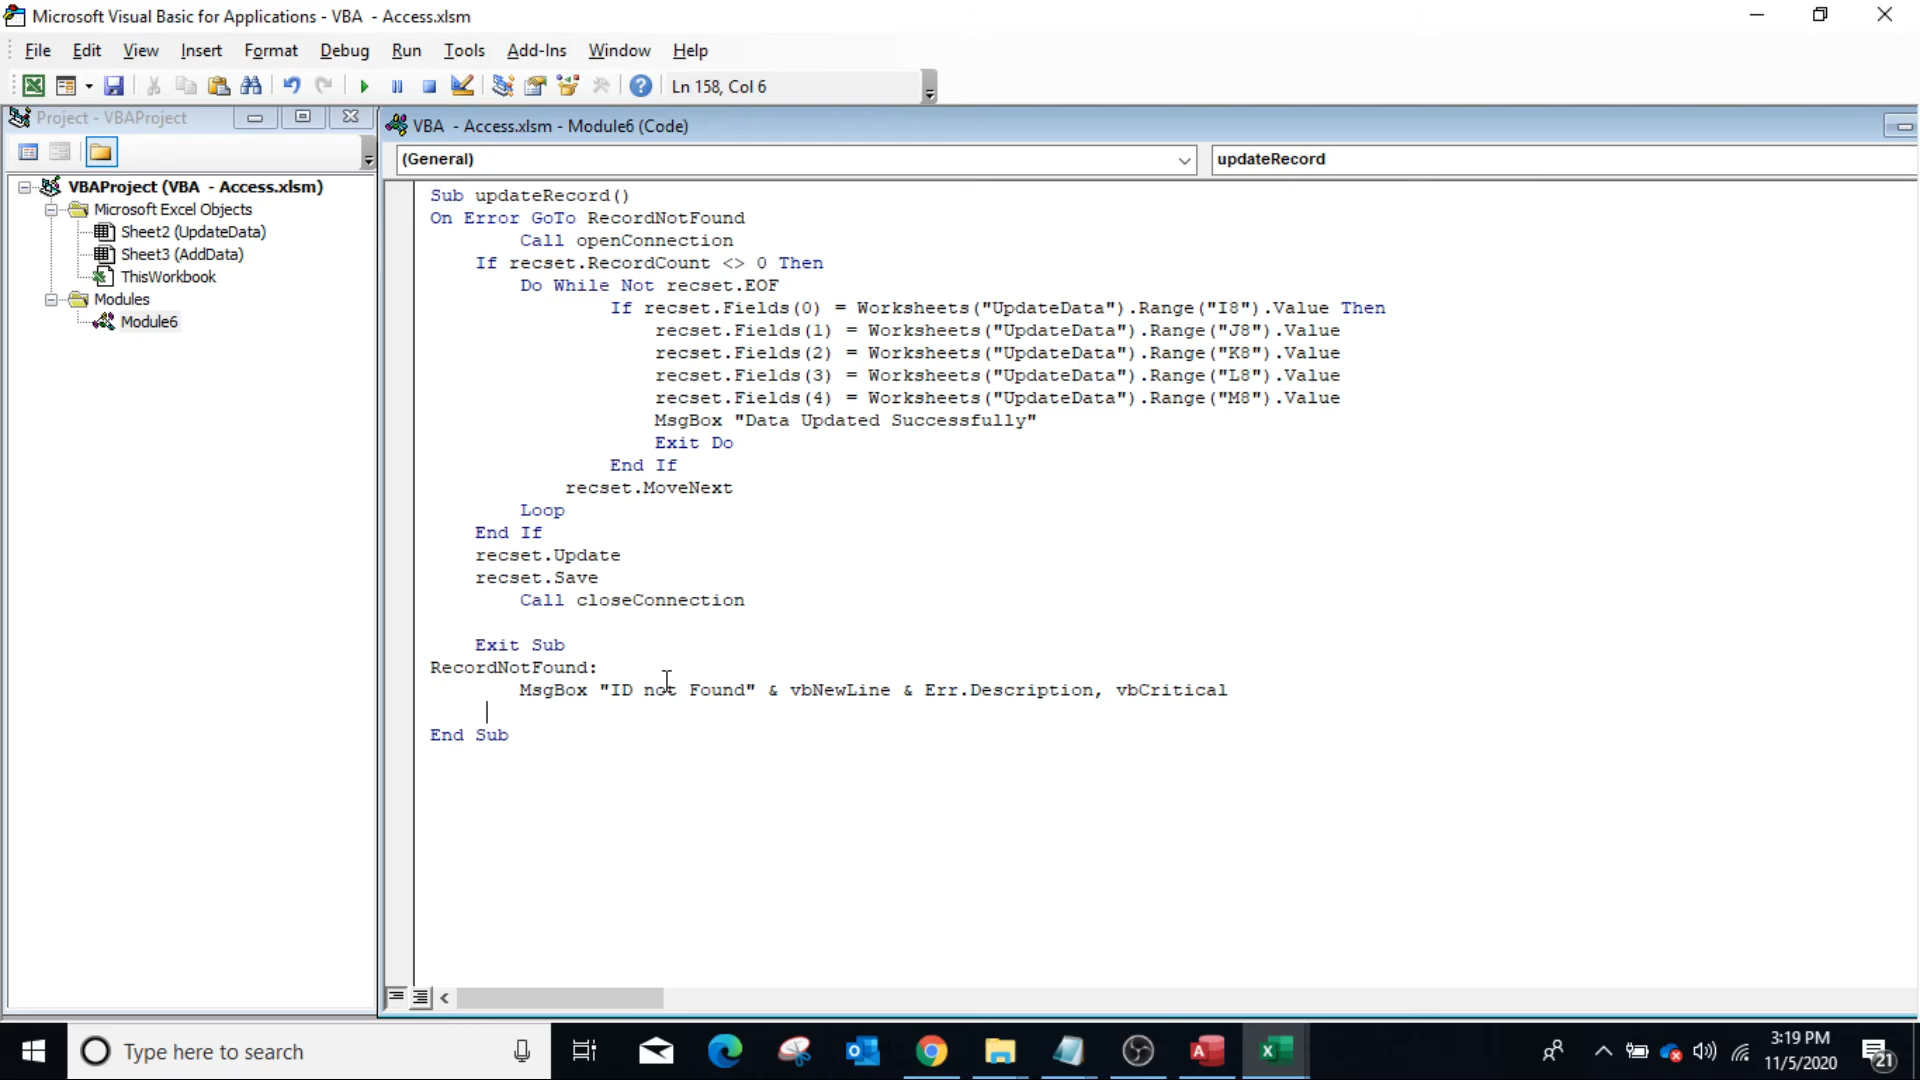 Microsoft Visual Basic for Applications - VBA  - Access.xlsm
File Edit View Insert Format Debug Run Tools Add-Ins Window Help
Ln 158, Col 6
Project - VBAProject
VBAProject (VBA  - Access.xlsm)
Microsoft Excel Objects
Sheet2 (UpdateData)
Sheet3 (AddData)
ThisWorkbook
Modules
Module6
VBA  - Access.xlsm - Module6 (Code)
(General) updateRecord
Sub updateRecord()
On Error GoTo RecordNotFound
Call openConnection
If recset.RecordCount <> 0 Then
Do While Not recset.EOF
If recset.Fields(0) = Worksheets("UpdateData").Range("I8").Value Then
recset.Fields(1) = Worksheets("UpdateData").Range("J8").Value
recset.Fields(2) = Worksheets("UpdateData").Range("K8").Value
recset.Fields(3) = Worksheets("UpdateData").Range("L8").Value
recset.Fields(4) = Worksheets("UpdateData").Range("M8").Value
MsgBox "Data Updated Successfully"
Exit Do
End If
recset.MoveNext
Loop
End If
recset.Update
recset.Save
Call closeConnection
Exit Sub
RecordNotFound:
MsgBox "ID not Found" & vbNewLine & Err.Description, vbCritical
End Sub
Type here to search
3:19 PM
11/5/2020
21